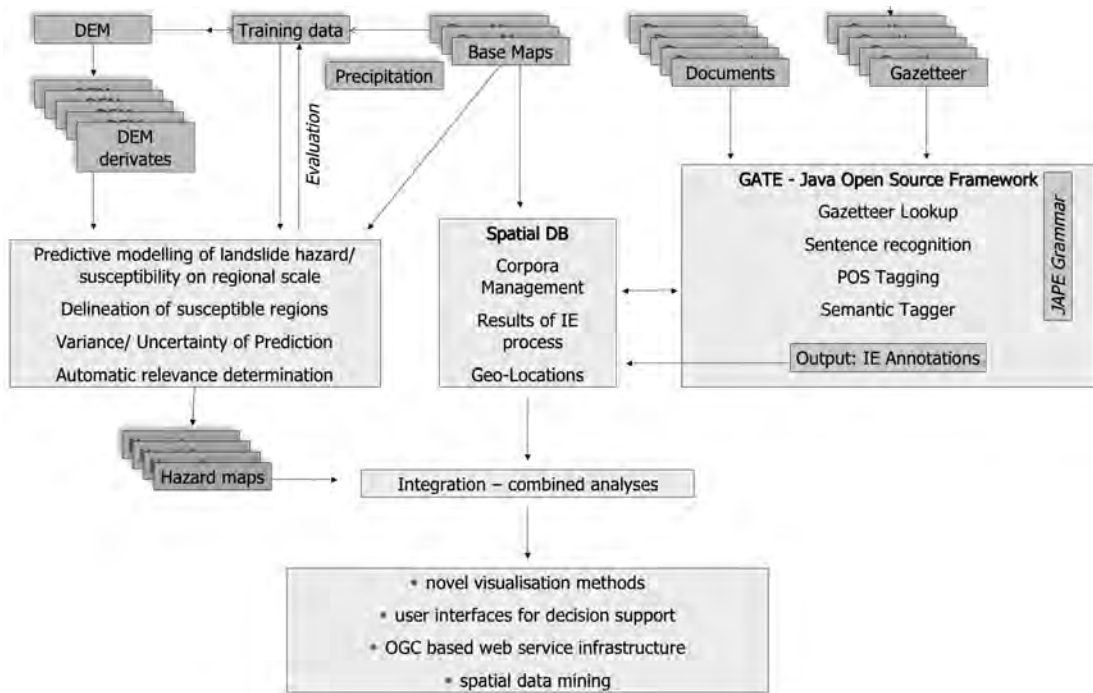 DEM
Training data
Base Maps
Precipitation
Documents
Gazetteer
DEM
derivates
Evaluation
GATE - Java Open Source Framework
Gazetteer Lookup
Sentence recognition
POS Tagging
Semantic Tagger
JAPE Grammar
Output: IE Annotations
Predictive modelling of landslide hazard/
susceptibility on regional scale
Delineation of susceptible regions
Variance/ Uncertainty of Prediction
Automatic relevance determination
Spatial DB
Corpora
Management
Results of IE
process
Geo-Locations
Hazard maps
Integration – combined analyses
• novel visualisation methods
• user interfaces for decision support
• OGC based web service infrastructure
• spatial data mining